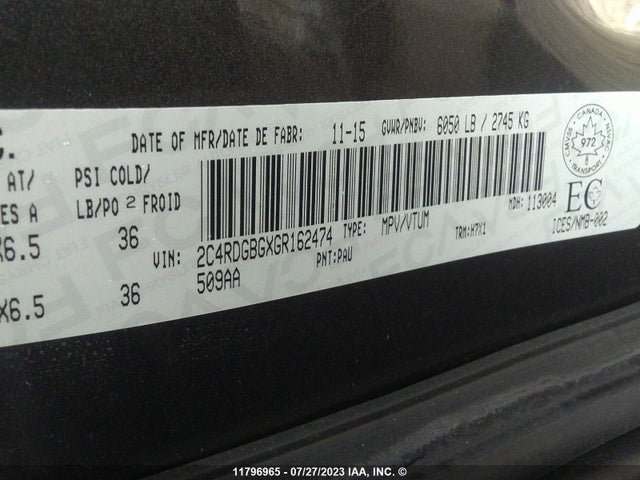 C.
DATE OF MFR/DATE DE FABR: 11-15 GVWR/PNBV: 6050 LB / 2745 KG
AT/ PSI COLD/
ES A LB/PO 2 FROID
X6.5 36
X6.5 36
VIN: 2C4RDGBGXGR162474 TYPE: MPV/VTUM MDH: 113004
509AA PNT:PAU TRM:H7X1
CANADA
972
TRANSPORT
EC
ICES/NMB-002
11796965 - 07/27/2023 IAA, INC. ©